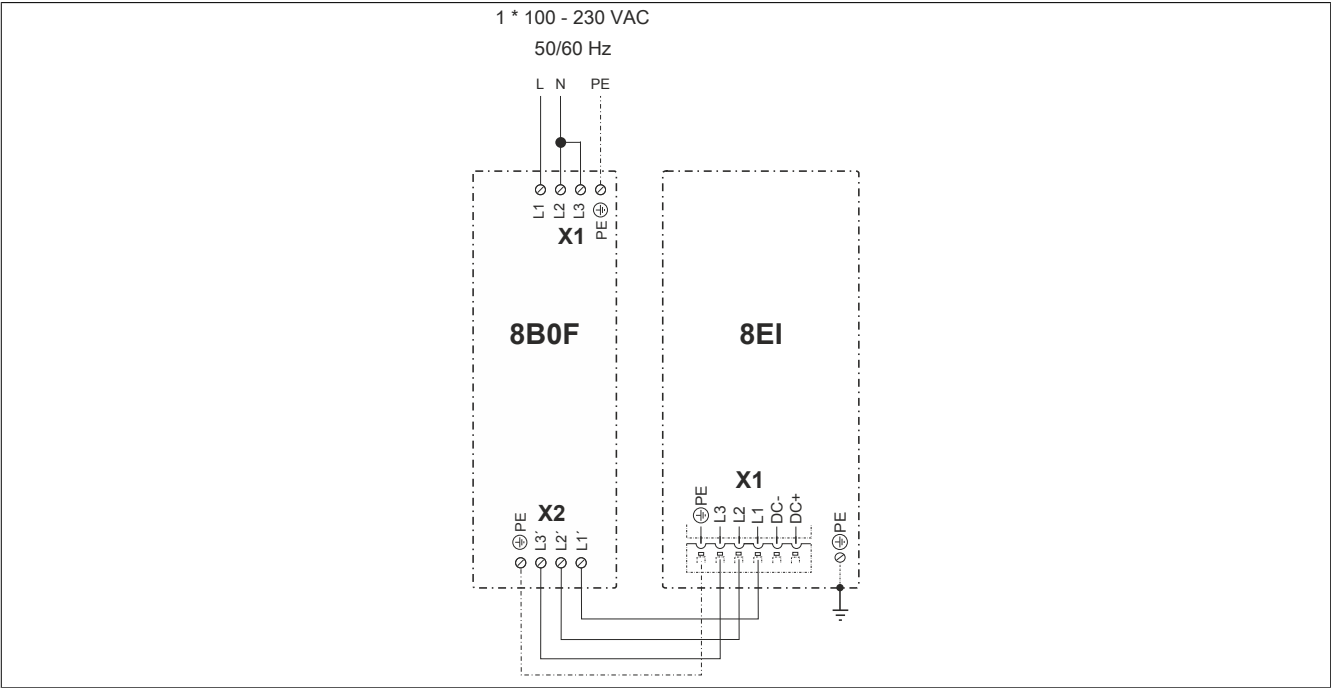 1 * 100 - 230 VAC
50/60 Hz
L N PE
L1 L2 L3 PE
X1
8B0F
8EI
X2
PE L3´ L2´ L1´
X1
PE L3 L2 L1 DC- DC+
PE